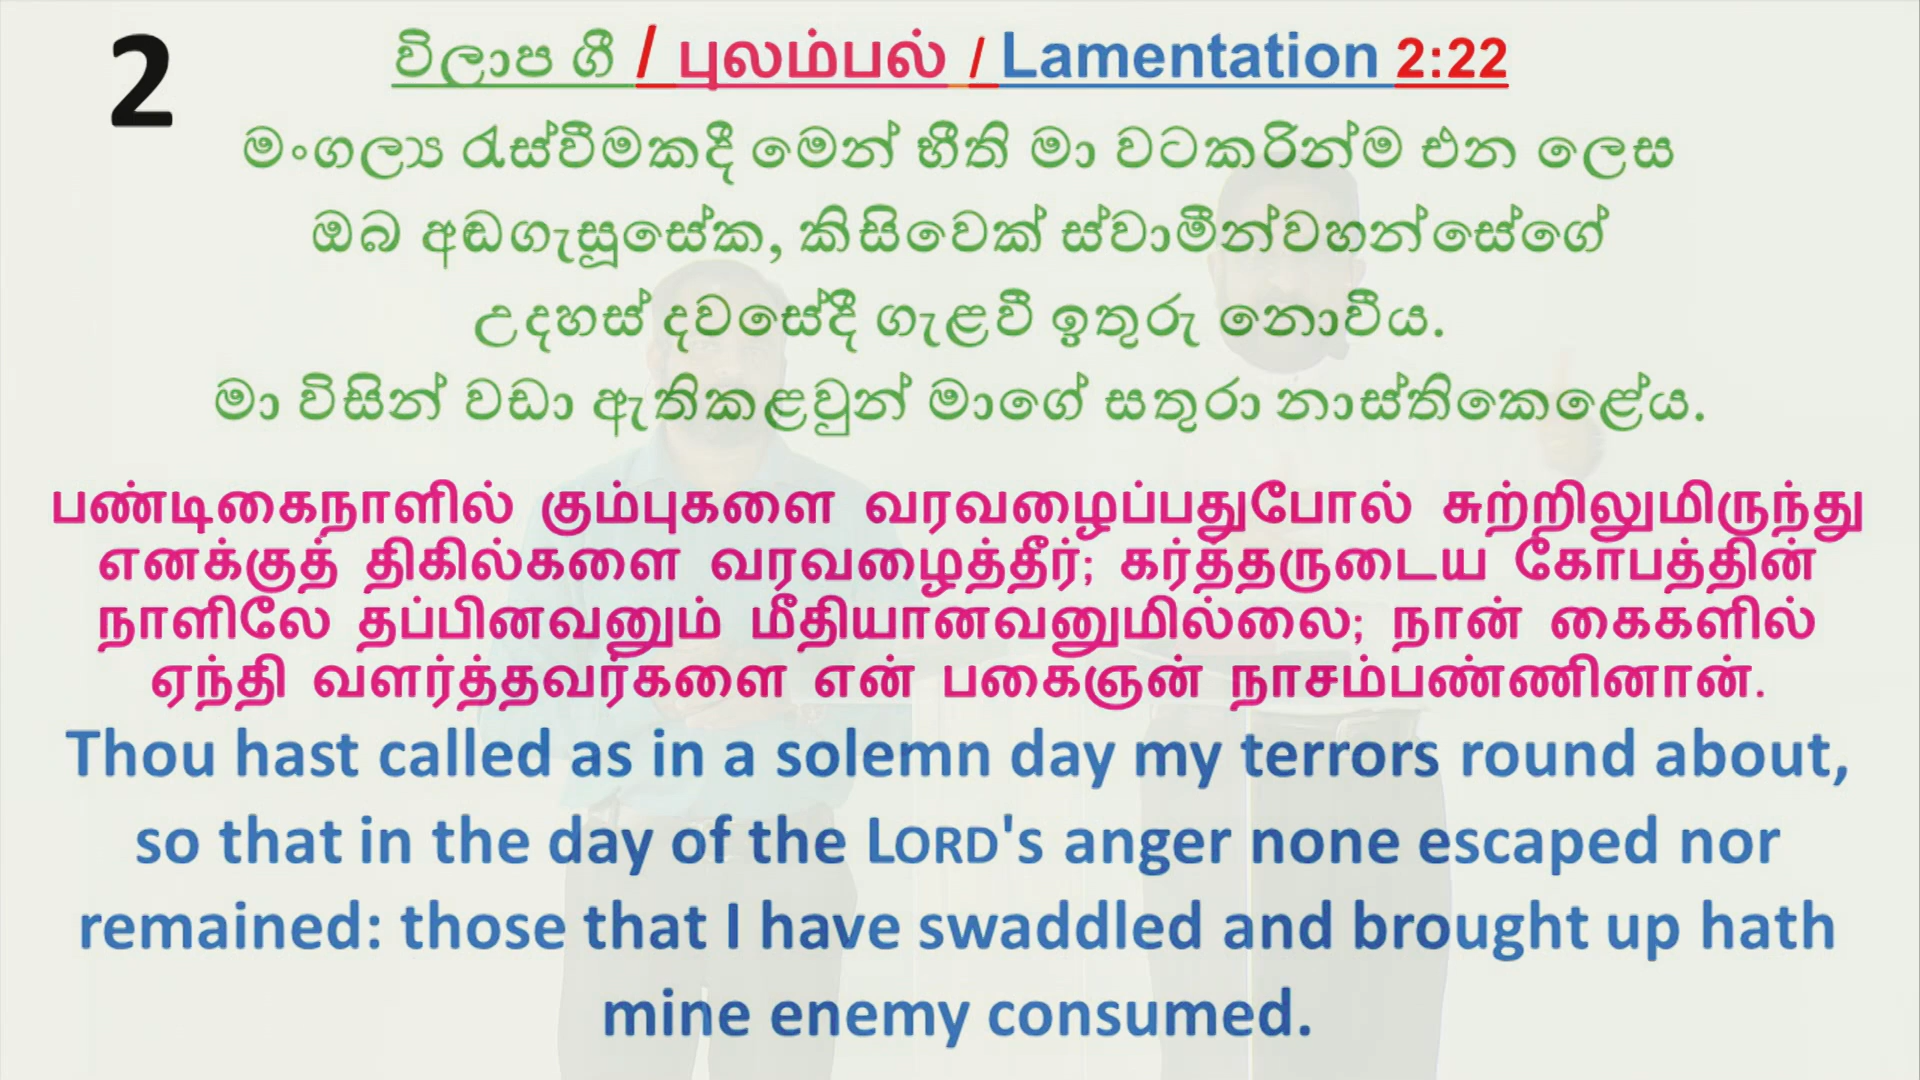 2
විලාප ගී / புலம்பல் / Lamentation 2:22
මංගල්‍ය රැස්වීමකදී මෙන් භීති මා වටකරින්ම එන ලෙස
ඔබ අඬගැසූසේක, කිසිවෙක් ස්වාමීන්වහන්සේගේ
උදහස් දවසේදී ගැළවී ඉතුරු නොවීය.
මා විසින් වඩා ඇතිකළවුන් මාගේ සතුරා නාස්තිකෙළේය.
பண்டிகைநாளில் கும்புகளை வரவழைப்பதுபோல் சுற்றிலுமிருந்து
எனக்குத் திகில்களை வரவழைத்தீர்; கர்த்தருடைய கோபத்தின்
நாளிலே தப்பினவனும் மீதியானவனுமில்லை; நான் கைகளில்
ஏந்தி வளர்த்தவர்களை என் பகைஞன் நாசம்பண்ணினான்.
Thou hast called as in a solemn day my terrors round about,
so that in the day of the LORD's anger none escaped nor
remained: those that I have swaddled and brought up hath
mine enemy consumed.